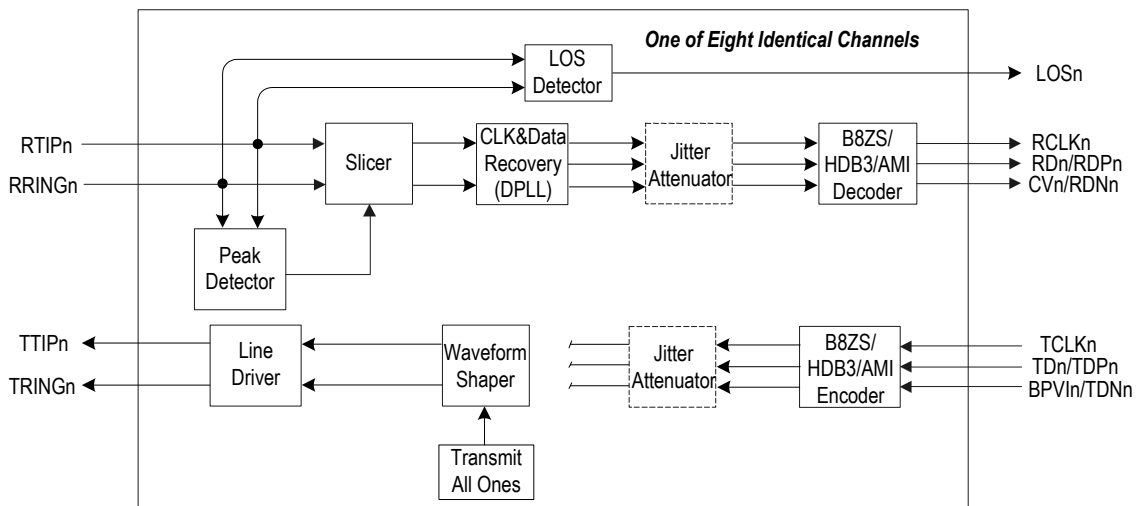 One of Eight Identical Channels
LOS
Detector
LOSn
RTIPn
RRINGn
Slicer
CLK&Data
Recovery
(DPLL)
Jitter
Attenuator
B8ZS/
HDB3/AMI
Decoder
RCLKn
RDn/RDPn
CVn/RDNn
Peak
Detector
TTIPn
TRINGn
Line
Driver
Waveform
Shaper
Jitter
Attenuator
B8ZS/
HDB3/AMI
Encoder
TCLKn
TDn/TDPn
BPVIn/TDNn
Transmit
All Ones